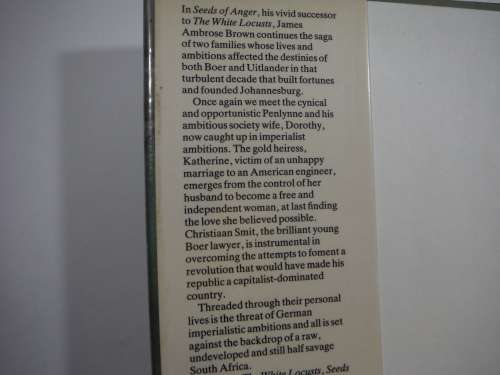 In Seeds of Anger, his vivid successor
to The White Locusts, James
Ambrose Brown continues the saga
of two families whose lives and
ambitions affected the destinies of
both Boer and Uitlander in that
turbulent decade that built fortunes
and founded Johannesburg.
Once again we meet the cynical
and opportunistic Penlynne and his
ambitious society wife, Dorothy,
now caught up in imperialist
ambitions. The gold heiress,
Katherine, victim of an unhappy
marriage to an American engineer,
emerges from the control of her
husband to become a free and
independent woman, at last finding
the love she believed possible.
Christiaan Smit, the brilliant young
Boer lawyer, is instrumental in
overcoming the attempts to foment a
revolution that would have made his
republic a capitalist-dominated
country.
Threaded through their personal
lives is the threat of German
imperialistic ambitions and all is set
against the backdrop of a raw,
undeveloped and still half savage
South Africa.
The White Locusts, Seeds